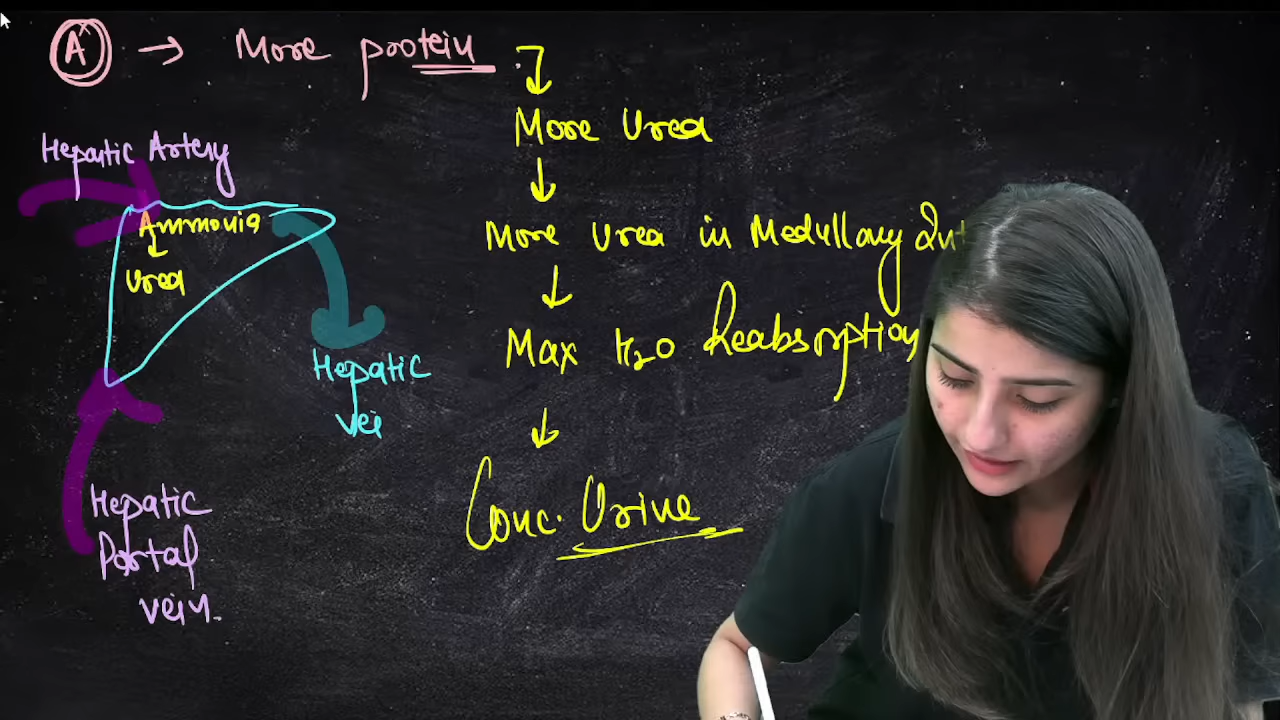 A → More protein
↓
More Urea
↓
More Urea in Medullary Int
↓
Max H₂O Reabsorption
↓
Conc. Urine
Hepatic Artery
Ammonia
↓
Urea
Hepatic
vei
Hepatic
Portal
vein.